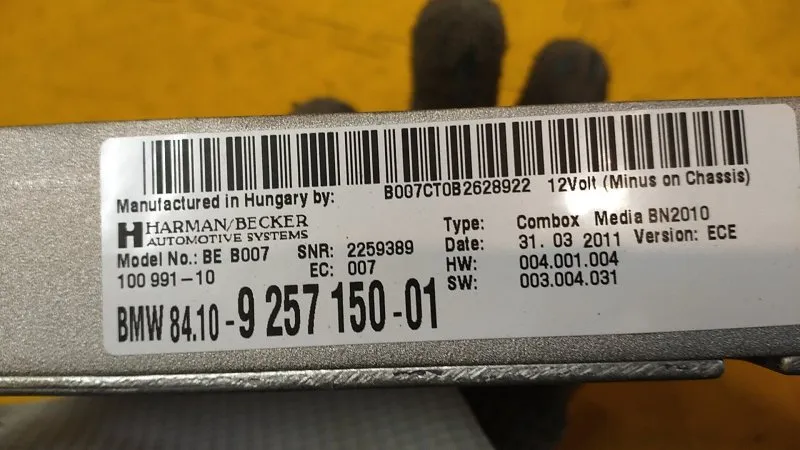 B007CT0B2628922 12Volt (Minus on Chassis)
Manufactured in Hungary by:
HARMAN/BECKER
AUTOMOTIVE SYSTEMS
Model No.: BE B007
100 991-10
SNR: 2259389
EC: 007
Type: Combox Media BN2010
Date: 31. 03 2011 Version: ECE
HW: 004.001.004
SW: 003.004.031
BMW 84.10-9 257 150-01